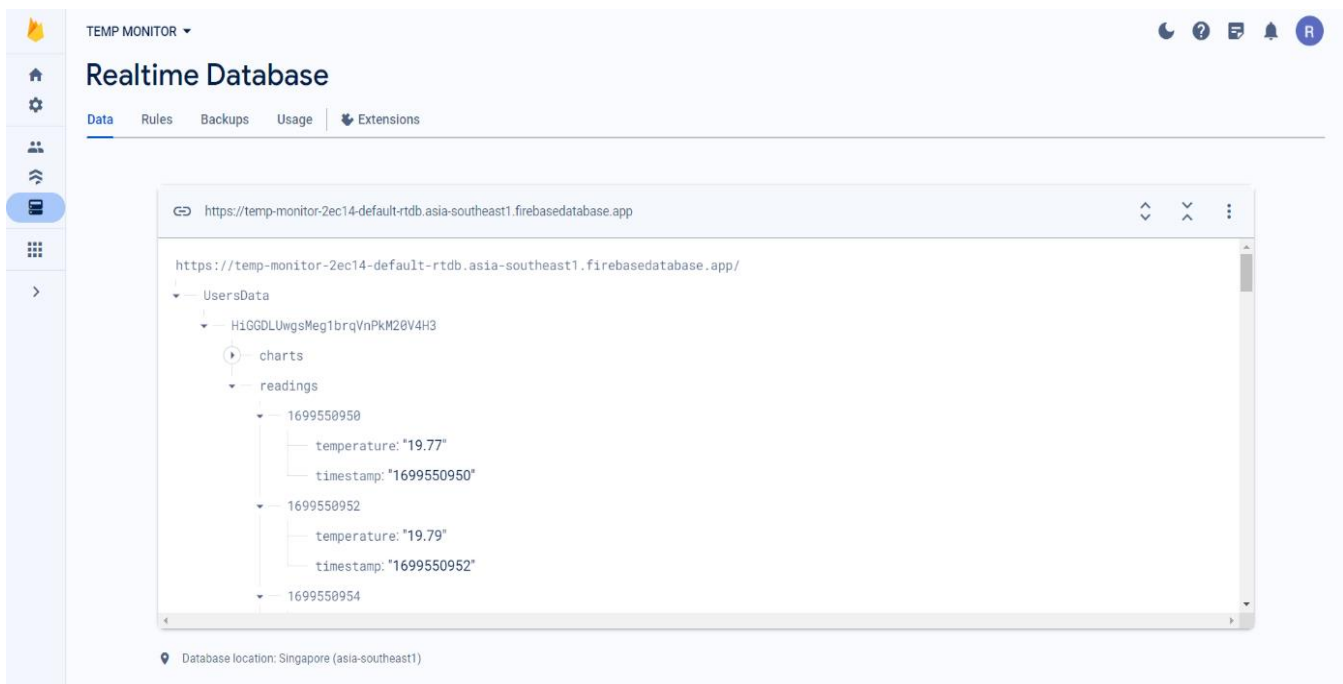 TEMP MONITOR
R
Realtime Database
Data Rules Backups Usage Extensions
https://temp-monitor-2ec14-default-rtdb.asia-southeast1.firebasedatabase.app
https://temp-monitor-2ec14-default-rtdb.asia-southeast1.firebasedatabase.app/
UsersData
HiGGDLUwgsMeg1brqVnPkM20V4H3
charts
readings
1699550950
temperature: "19.77"
timestamp: "1699550950"
1699550952
temperature: "19.79"
timestamp: "1699550952"
1699550954
Database location: Singapore (asia-southeast1)